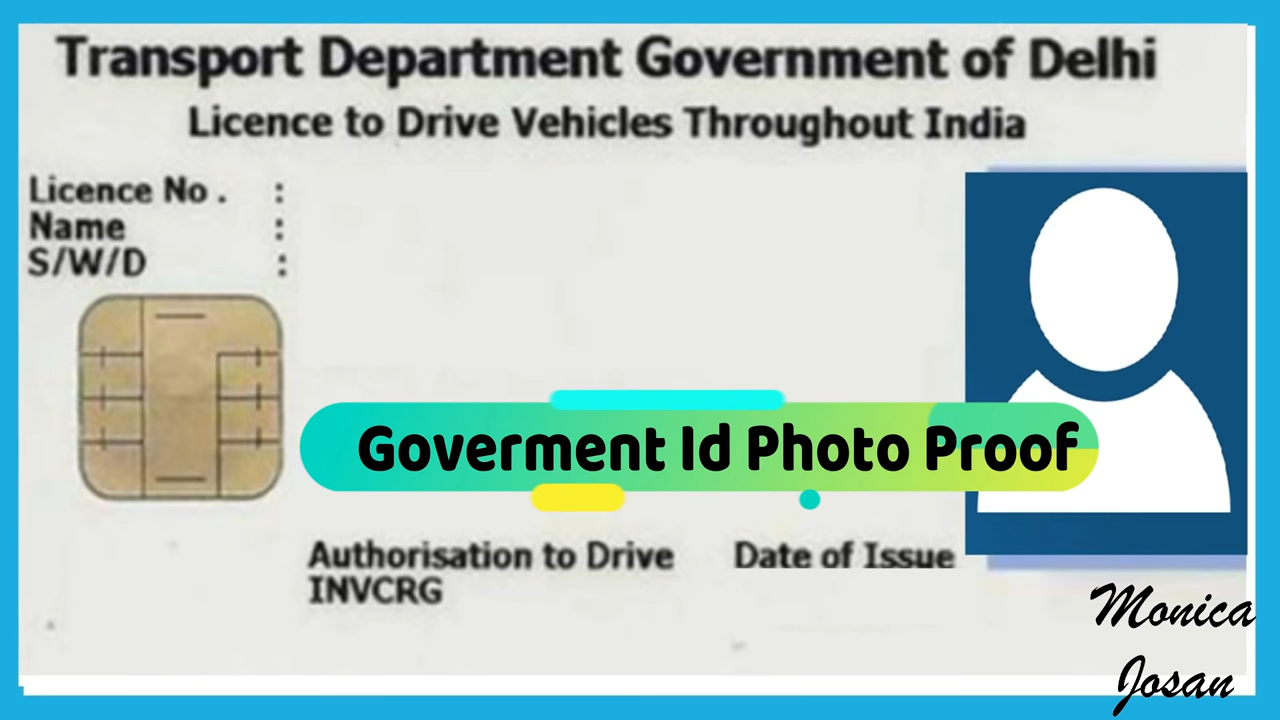 Transport Department Government of Delhi
Licence to Drive Vehicles Throughout India
Licence No . :
Name :
S/W/D :
Goverment Id Photo Proof
Authorisation to Drive Date of Issue
INVCRG
Monica
Josan